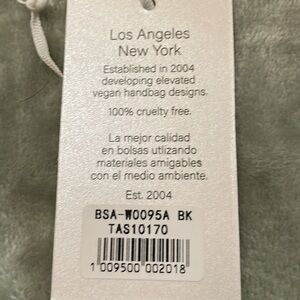 Los Angeles
New York
Established in 2004
developing elevated
vegan handbag designs.
100% cruelty free.
La mejor calidad
en bolsas utlizando
materiales amigables
con el medio ambiente.
Est. 2004
BSA-W0095A BK
TAS10170
1 009500 002018